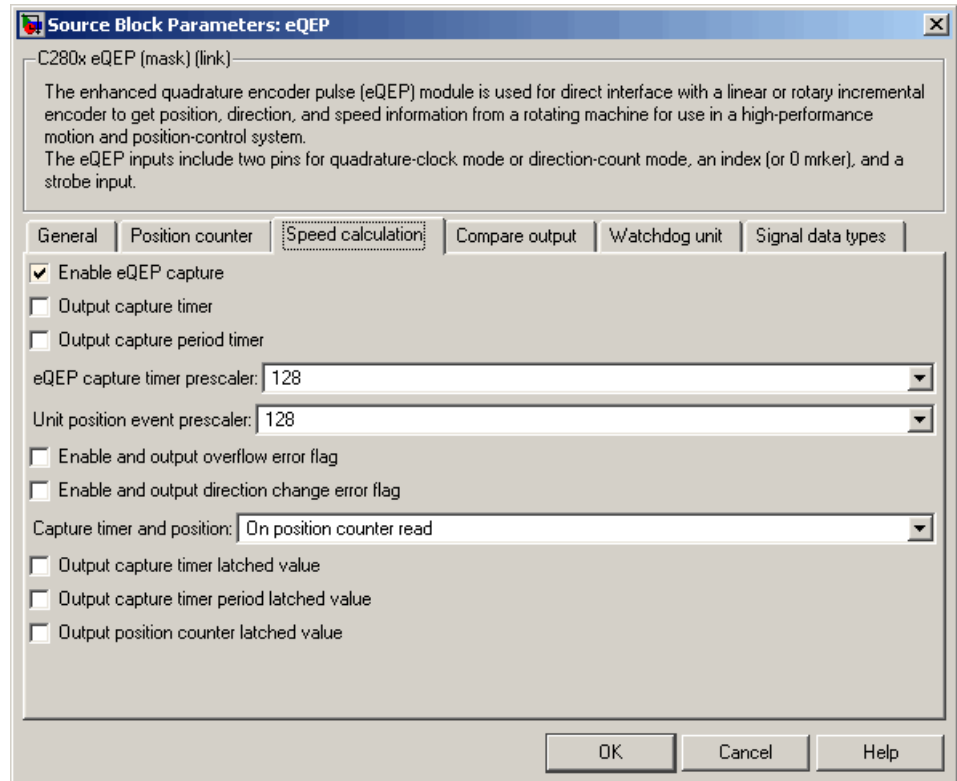 Source Block Parameters: eQEP
C280x eQEP (mask) (link)
The enhanced quadrature encoder pulse (eQEP) module is used for direct interface with a linear or rotary incremental
encoder to get position, direction, and speed information from a rotating machine for use in a high-performance
motion and position-control system.
The eQEP inputs include two pins for quadrature-clock mode or direction-count mode, an index (or 0 mrker), and a
strobe input.
General Position counter Speed calculation Compare output Watchdog unit Signal data types
Enable eQEP capture
Output capture timer
Output capture period timer
eQEP capture timer prescaler: 128
Unit position event prescaler: 128
Enable and output overflow error flag
Enable and output direction change error flag
Capture timer and position: On position counter read
Output capture timer latched value
Output capture timer period latched value
Output position counter latched value
OK Cancel Help